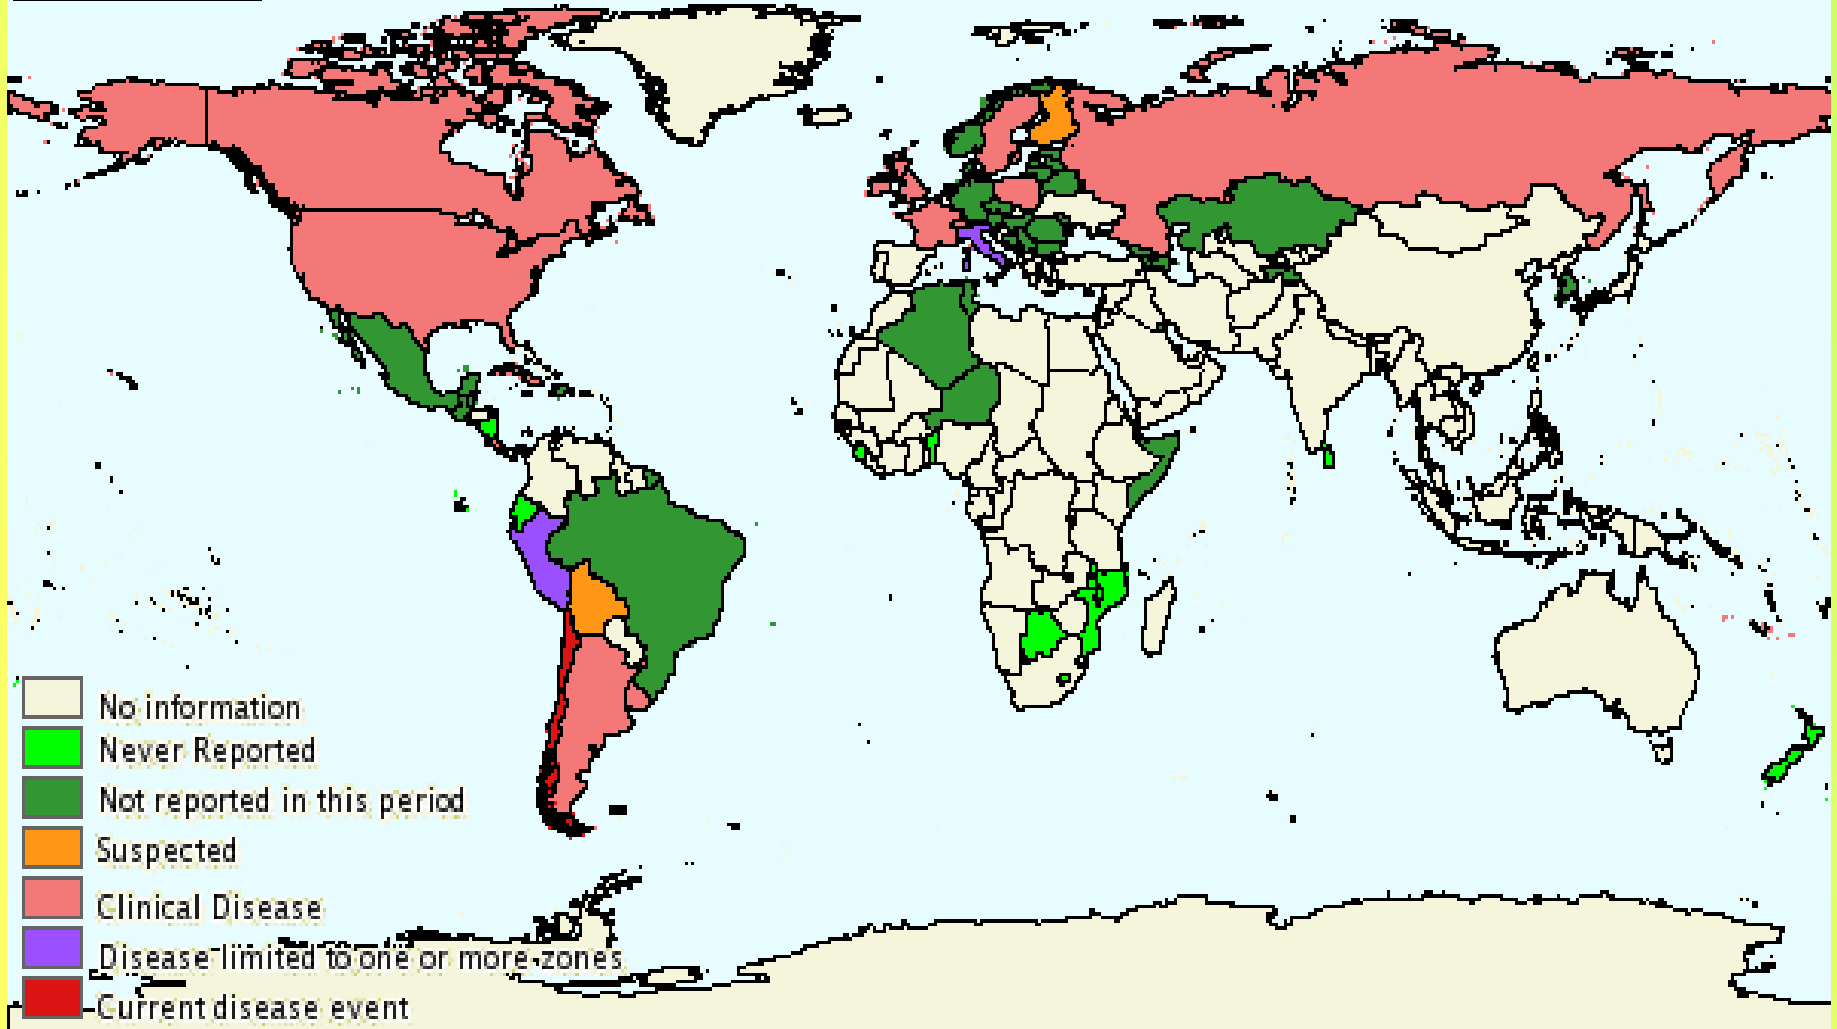 No information
Never Reported
Not reported in this period
Suspected
Clinical Disease
Disease limited to one or more zones
Current disease event